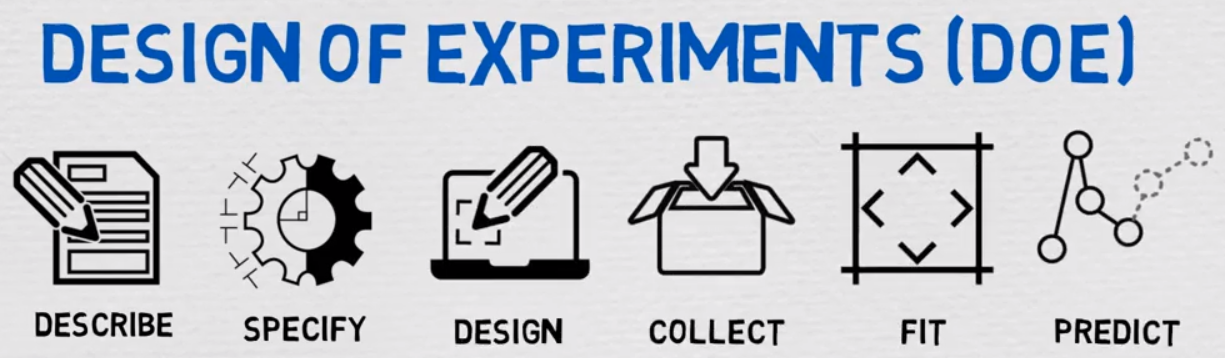 DESIGN OF EXPERIMENTS (DOE)
DESCRIBE SPECIFY DESIGN COLLECT FIT PREDICT